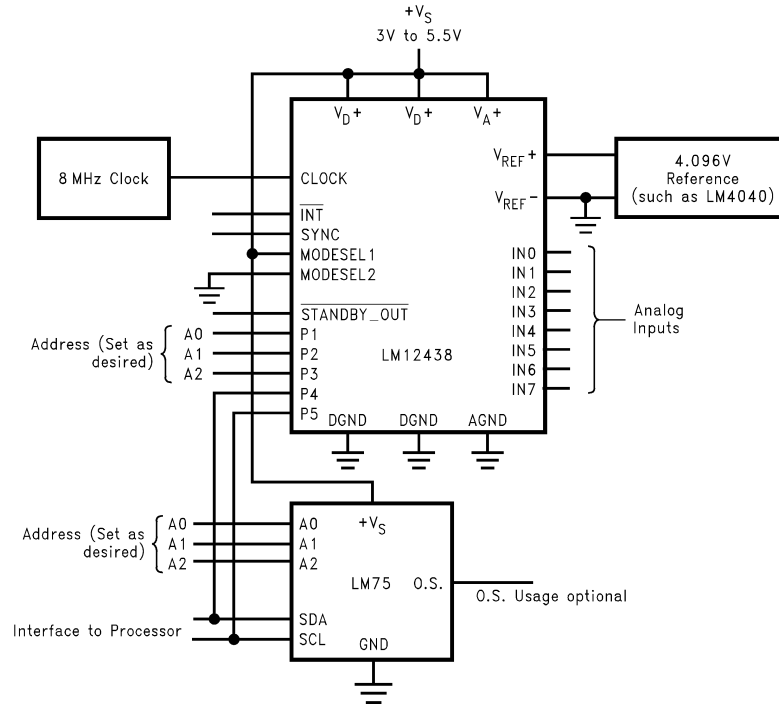 +VS
3V to 5.5V
VD+
VD+
VA+
8 MHz Clock
CLOCK
INT
SYNC
MODESEL1
MODESEL2
STANDBY_OUT
P1
P2
P3
P4
P5
Address (Set as
desired)
A0
A1
A2
LM12438
DGND
DGND
AGND
VREF+
VREF-
4.096V
Reference
(such as LM4040)
IN0
IN1
IN2
IN3
IN4
IN5
IN6
IN7
Analog
Inputs
Address (Set as
desired)
A0
A1
A2
+VS
A0
A1
A2
LM75
O.S.
O.S. Usage optional
Interface to Processor
SDA
SCL
GND